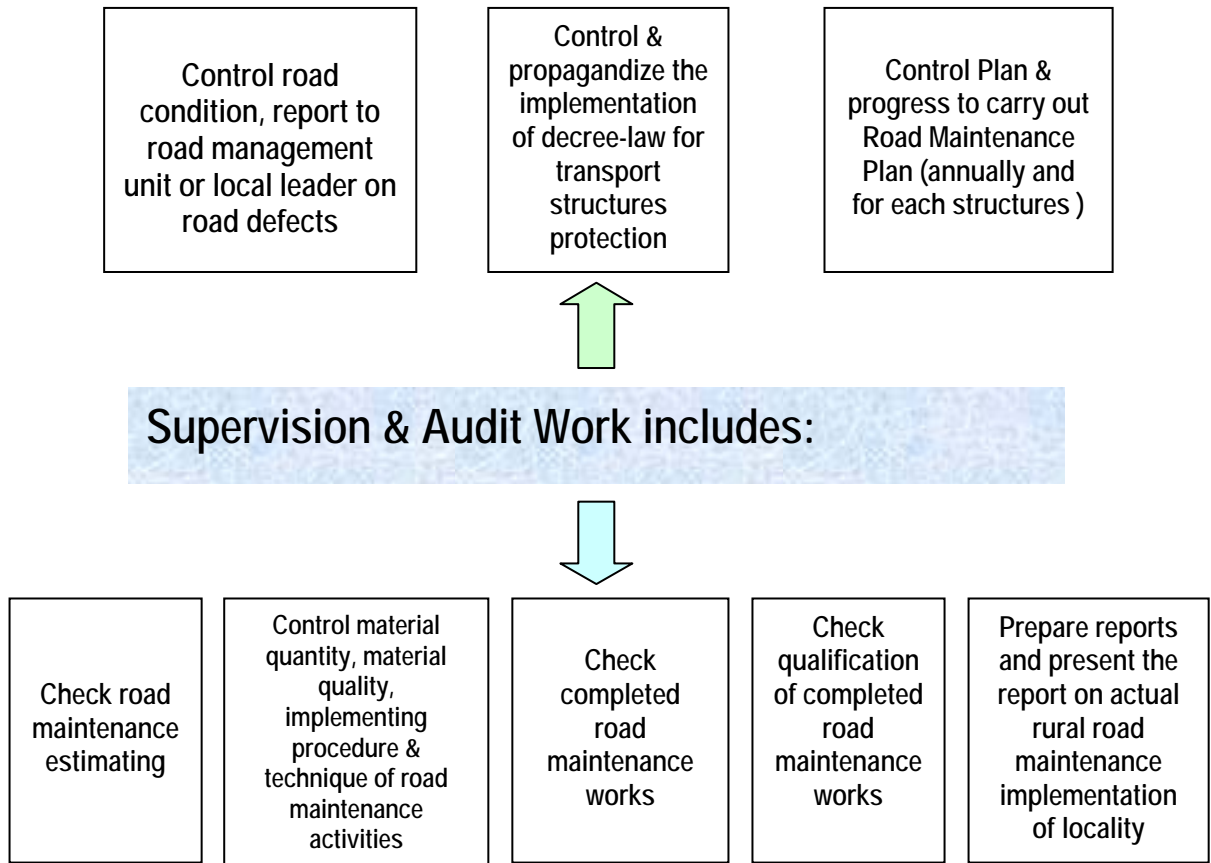 Control road
condition, report to
road management
unit or local leader on
road defects
Control &
propagandize the
implementation
of decree-law for
transport
structures
protection
Control Plan &
progress to carry out
Road Maintenance
Plan (annually and
for each structures )
Supervision & Audit Work includes:
Check road
maintenance
estimating
Control material
quantity, material
quality,
implementing
procedure &
technique of road
maintenance
activities
Check
completed
road
maintenance
works
Check
qualification
of completed
road
maintenance
works
Prepare reports
and present the
report on actual
rural road
maintenance
implementation
of locality